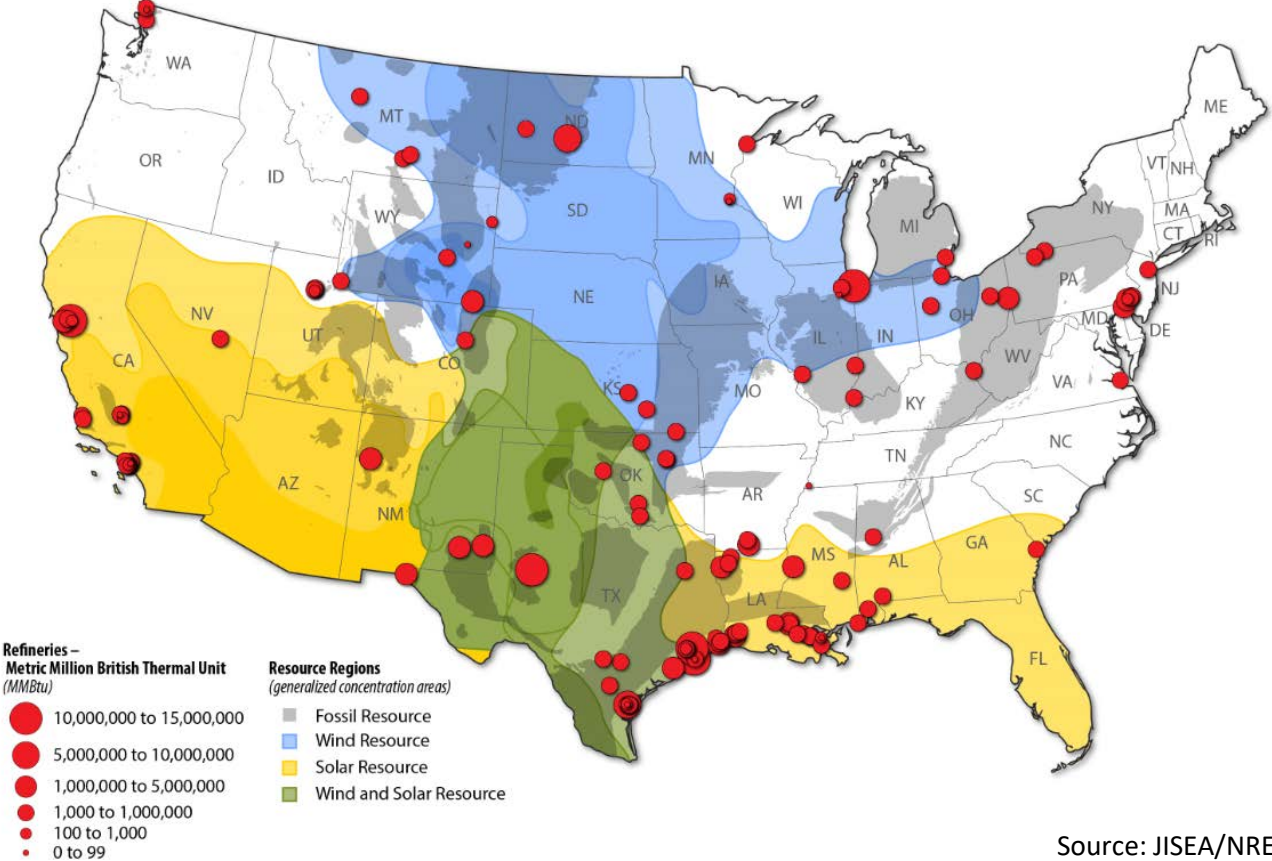 WA
OR
ID
MT
ND
MN
WI
MI
ME
VT
NH
NY
MA
CT
RI
SD
WY
IA
NE
IL
IN
OH
PA
NJ
MD
DE
WV
VA
NV
UT
CA
CO
KS
MO
KY
TN
NC
SC
AZ
NM
OK
AR
TX
LA
MS
AL
GA
FL
Refineries –
Metric Million British Thermal Unit
(MMBtu)
10,000,000 to 15,000,000
5,000,000 to 10,000,000
1,000,000 to 5,000,000
1,000 to 1,000,000
100 to 1,000
0 to 99
Resource Regions
(generalized concentration areas)
Fossil Resource
Wind Resource
Solar Resource
Wind and Solar Resource
Source: JISEA/NRE